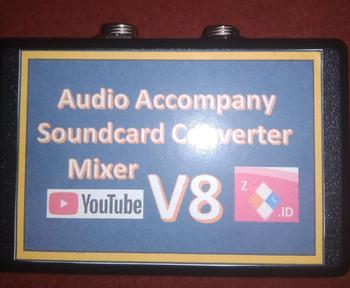 Audio Accompany
Soundcard Converter
Mixer
YouTube
V8
Z
.ID